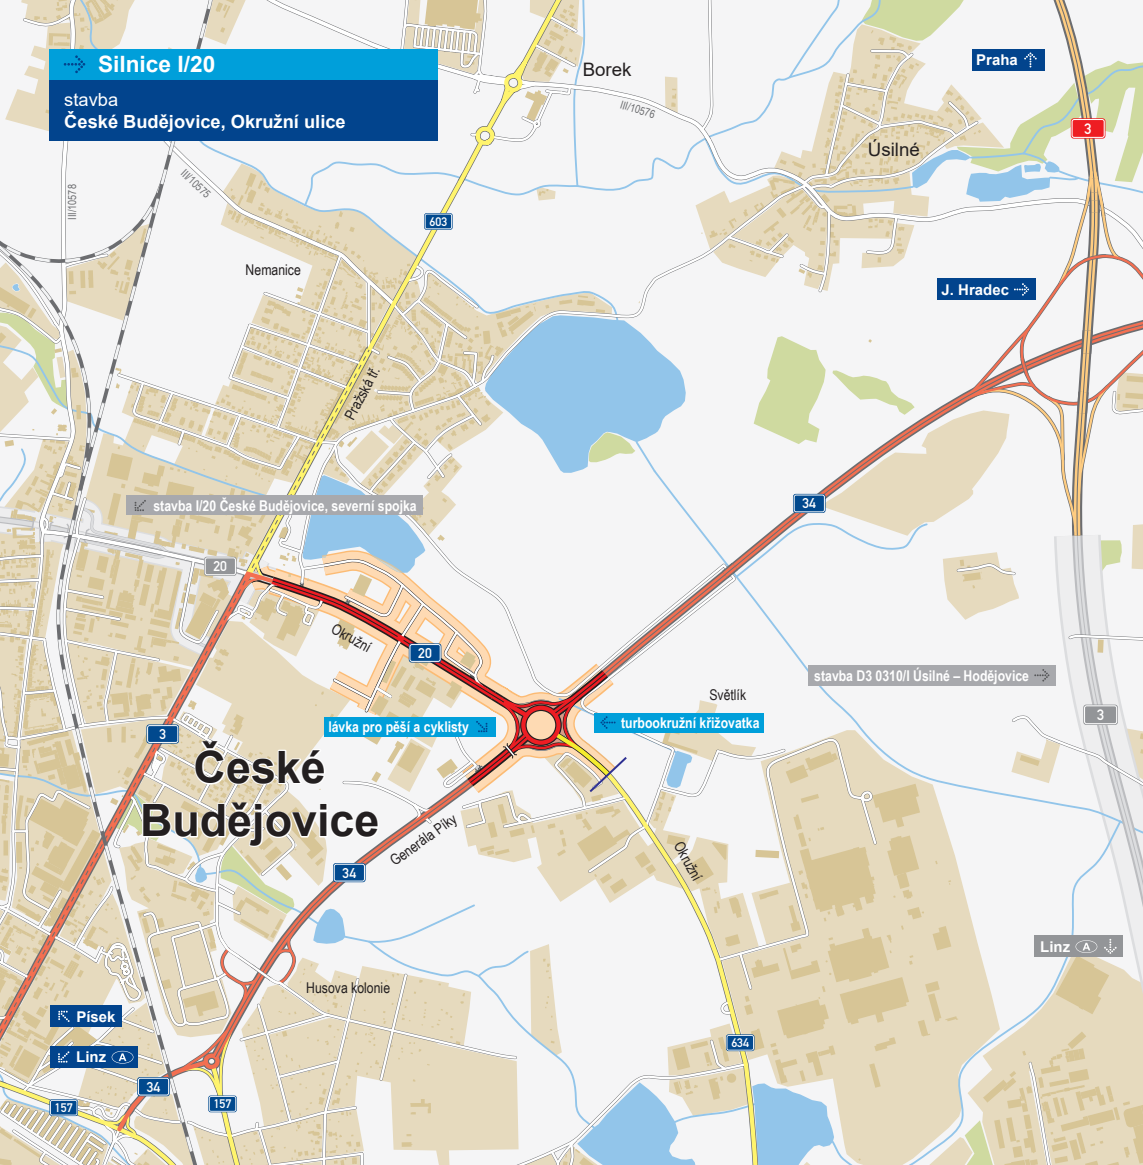 Silnice I/20
stavba
České Budějovice, Okružní ulice
Borek
III/10576
Praha
3
Úsilné
III/10578
III/10575
603
Nemanice
J. Hradec
Pražská tř.
stavba I/20 České Budějovice, severní spojka
34
20
Okružní
20
stavba D3 0310/I Úsilné – Hodějovice
Světlík
3
lávka pro pěší a cyklisty
turbookružní křižovatka
3
České
Budějovice
Generála Píky
Okružní
34
Linz A
Husova kolonie
Písek
634
Linz A
34
157
157